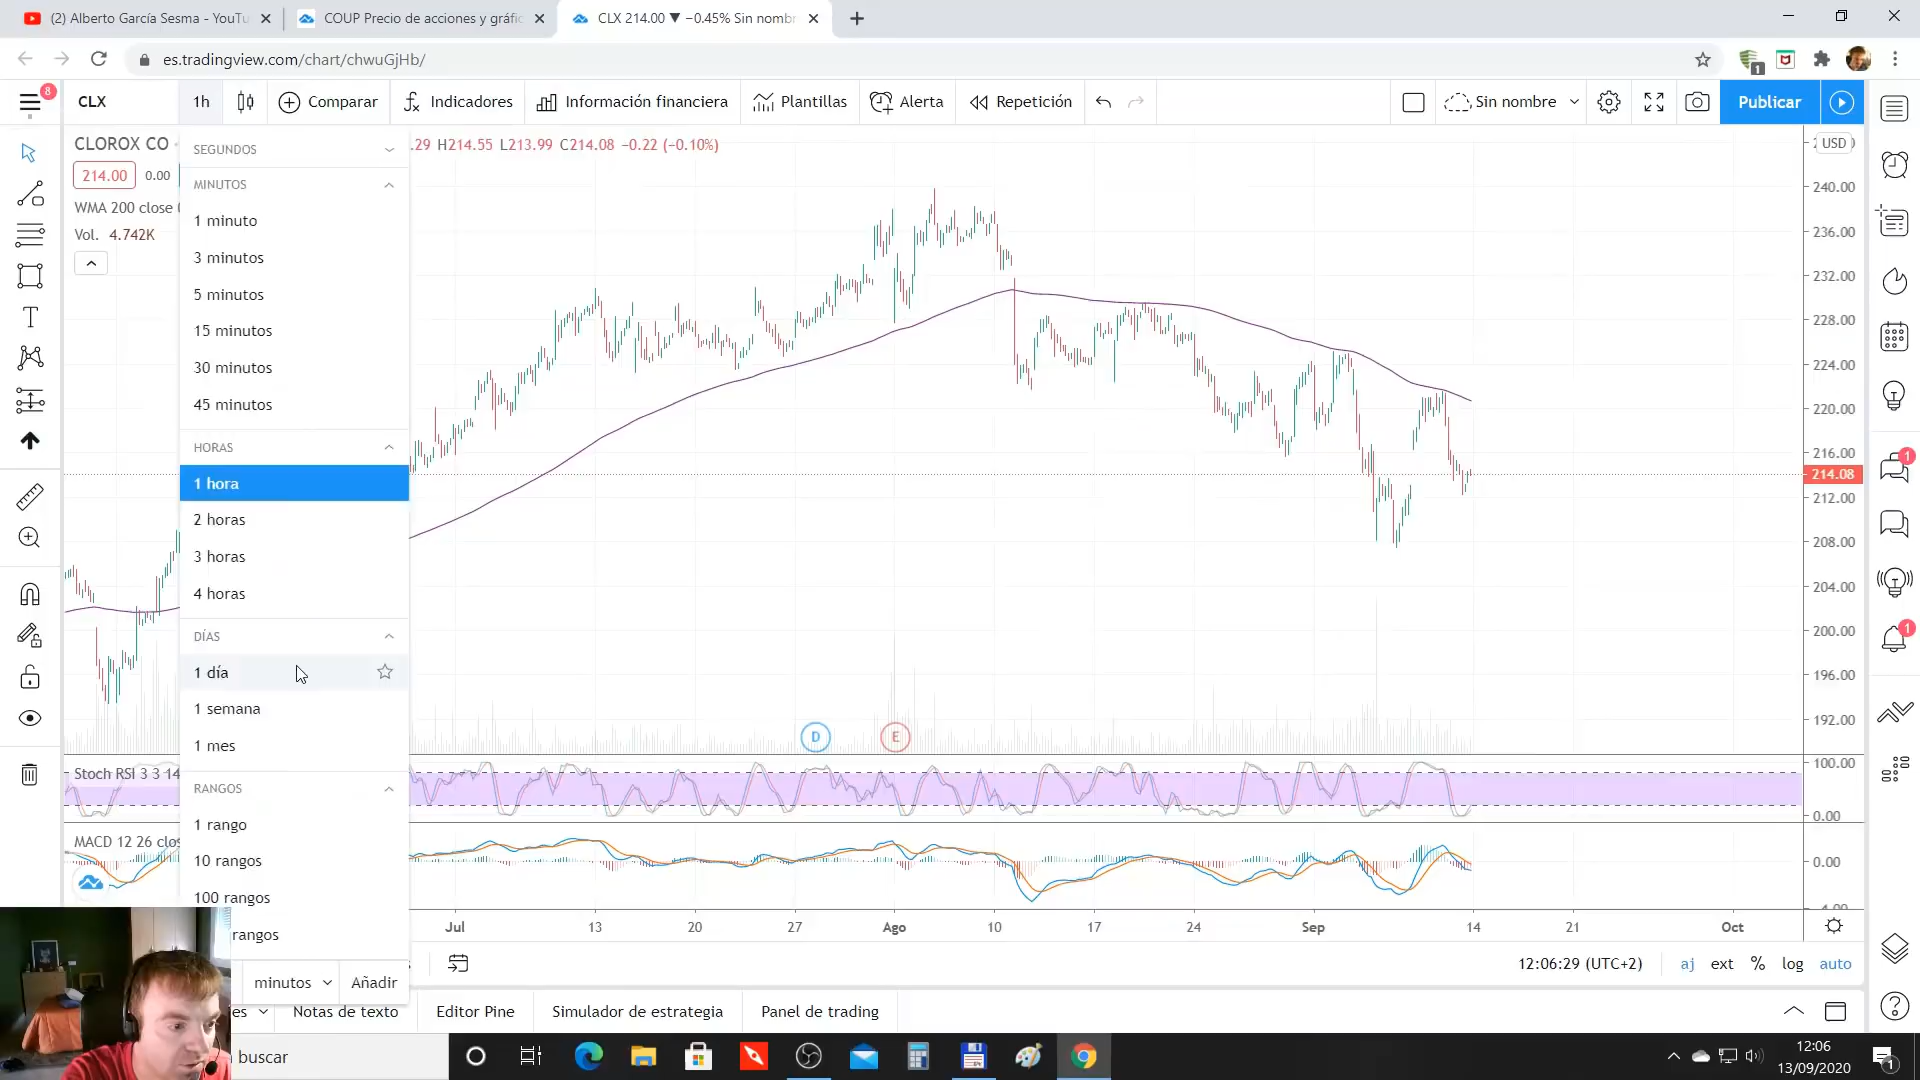 (2) Alberto García Sesma - YouTu
COUP Precio de acciones y gráfic
CLX 214.00 ▼ −0.45% Sin nombr
es.tradingview.com/chart/chwuGjHb/
1
8
CLX
1h
Comparar
Indicadores
Información financiera
Plantillas
Alerta
Repetición
Sin nombre
Publicar
CLOROX CO
.29 H214.55 L213.99 C214.08 −0.22 (−0.10%)
214.00
0.00
WMA 200 close
Vol. 4.742K
SEGUNDOS
MINUTOS
1 minuto
3 minutos
5 minutos
15 minutos
30 minutos
45 minutos
HORAS
1 hora
2 horas
3 horas
4 horas
DÍAS
1 día
1 semana
1 mes
RANGOS
1 rango
10 rangos
100 rangos
rangos
minutos
Añadir
USD
240.00
236.00
232.00
228.00
224.00
220.00
216.00
214.08
212.00
208.00
204.00
200.00
196.00
192.00
D
E
Stoch RSI 3 3 14
100.00
0.00
MACD 12 26 clos
0.00
Jul
13
20
27
Ago
10
17
24
Sep
14
21
Oct
12:06:29 (UTC+2)
aj
ext
%
log
auto
es
Notas de texto
Editor Pine
Simulador de estrategia
Panel de trading
1
1
buscar
12:06
13/09/2020
1